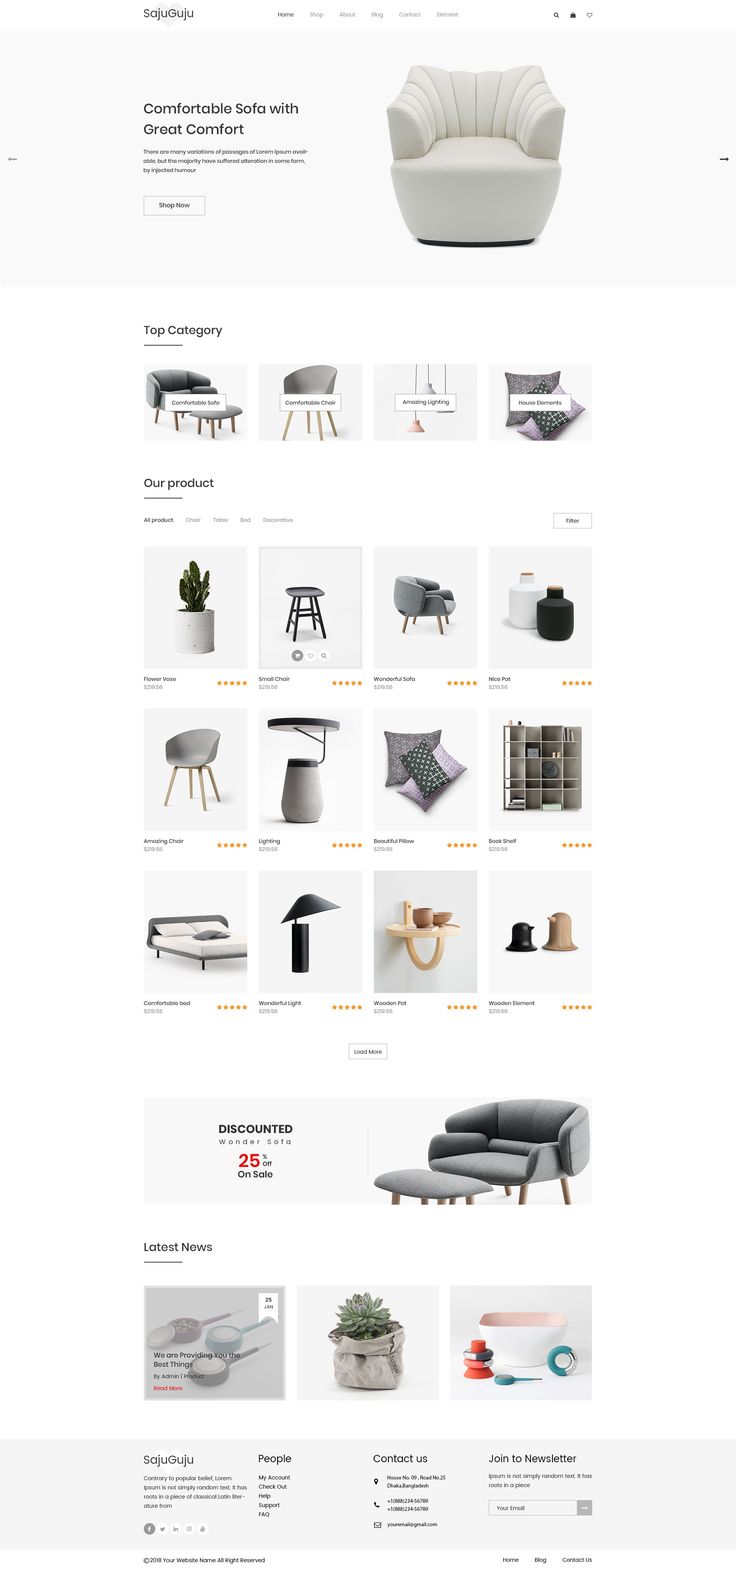 SajuGuju
Home Shop About Blog Contact Element
Comfortable Sofa with
Great Comfort
There are many variations of passages of Lorem Ipsum avail-
able, but the majority have suffered alteration in some form,
by injected humour
Shop Now
Top Category
Comfortable Sofa
Comfortable Chair
Amazing Lighting
House Elements
Our product
All product Chair Table Bed Decorative
Filter
Flower Vase
$219.56
Small Chair
$219.56
Wonderful Sofa
$219.56
Nice Pot
$219.56
Amazing Chair
$219.56
Lighting
$219.56
Beautiful Pillow
$219.56
Book Shelf
$219.56
Comfortable bed
$219.56
Wonderful Light
$219.56
Wooden Pot
$219.56
Wooden Element
$219.56
Load More
DISCOUNTED
Wonder Sofa
25 % Off
On Sale
Latest News
25
JAN
We are Providing You the
Best Things
By Admin | Product
Read More
SajuGuju
Contrary to popular belief, Lorem
Ipsum is not simply random text. It has
roots in a piece of classical Latin liter-
ature from
People
My Account
Check Out
Help
Support
FAQ
Contact us
House No. 09 , Road No.25
Dhaka,Bangladesh
+1(888)234-56789
+1(888)234-56789
youremail@gmail.com
Join to Newsletter
Ipsum is not simply random text. It has
roots in a piece
Your Email
©2018 Your Website Name All Right Reserved
Home Blog Contact Us